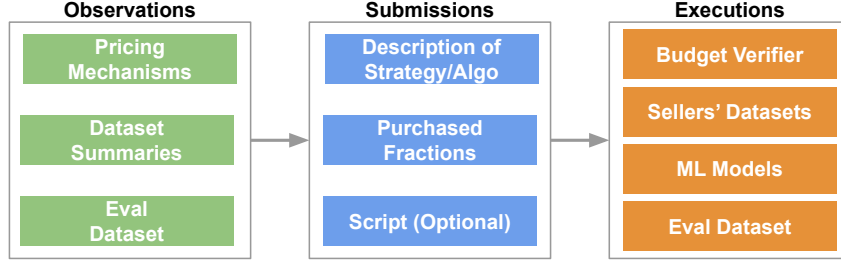 Observations
Pricing
Mechanisms
Dataset
Summaries
Eval
Dataset
Submissions
Description of
Strategy/Algo
Purchased
Fractions
Script (Optional)
Executions
Budget Verifier
Sellers’ Datasets
ML Models
Eval Dataset